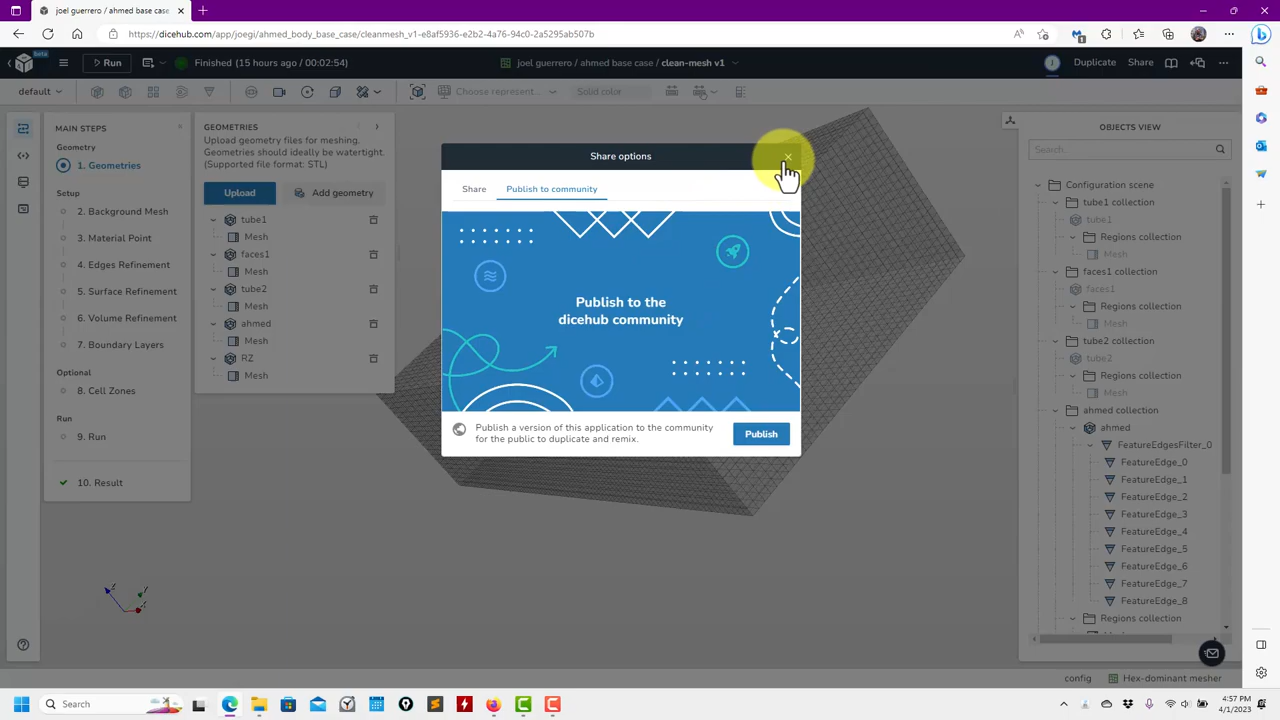 joel guerrero / ahmed base case
https://dicehub.com/app/joegi/ahmed_body_base_case/cleanmesh_v1-e8af5936-e2b2-4a76-94c0-2a5295ab507b
Beta
Run
Finished (15 hours ago / 00:02:54)
joel guerrero / ahmed base case / clean-mesh v1
J
Duplicate
Share
default
Choose represent...
Solid color
MAIN STEPS
Geometry
1. Geometries
Setup
2. Background Mesh
3. Material Point
4. Edges Refinement
5. Surface Refinement
6. Volume Refinement
7. Boundary Layers
Optional
8. Cell Zones
Run
9. Run
10. Result
GEOMETRIES
Upload geometry files for meshing.
Geometries should ideally be watertight.
(Supported file format: STL)
Upload
Add geometry
tube1
Mesh
faces1
Mesh
tube2
Mesh
ahmed
Mesh
RZ
Mesh
Share options
Share
Publish to community
Publish to the
dicehub community
Publish a version of this application to the community
for the public to duplicate and remix.
Publish
OBJECTS VIEW
Search...
Configuration scene
tube1 collection
tube1
Regions collection
Mesh
faces1 collection
faces1
Regions collection
Mesh
tube2 collection
tube2
Regions collection
Mesh
ahmed collection
ahmed
FeatureEdgesFilter_0
FeatureEdge_0
FeatureEdge_1
FeatureEdge_2
FeatureEdge_3
FeatureEdge_4
FeatureEdge_5
FeatureEdge_6
FeatureEdge_7
FeatureEdge_8
Regions collection
config
Hex-dominant mesher
Search
4:57 PM
4/1/2023